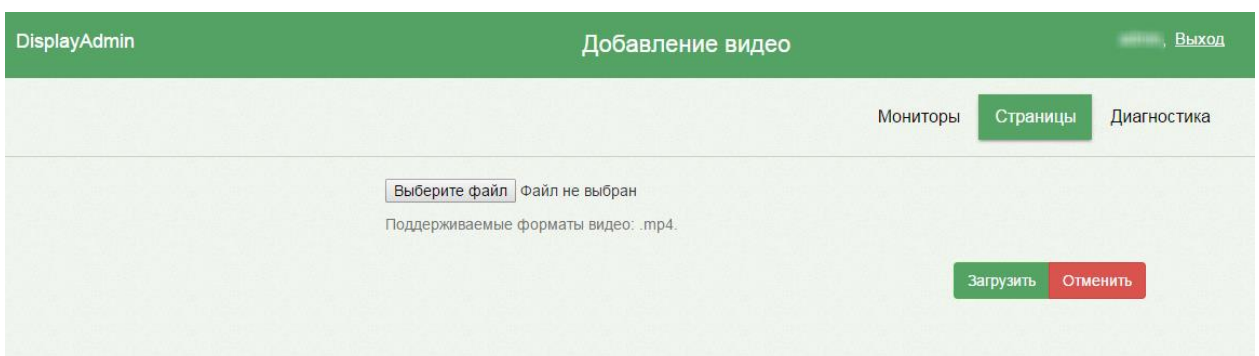 DisplayAdmin Добавление видео , Выход
Мониторы Страницы Диагностика
Выберите файл Файл не выбран
Поддерживаемые форматы видео: .mp4.
Загрузить Отменить